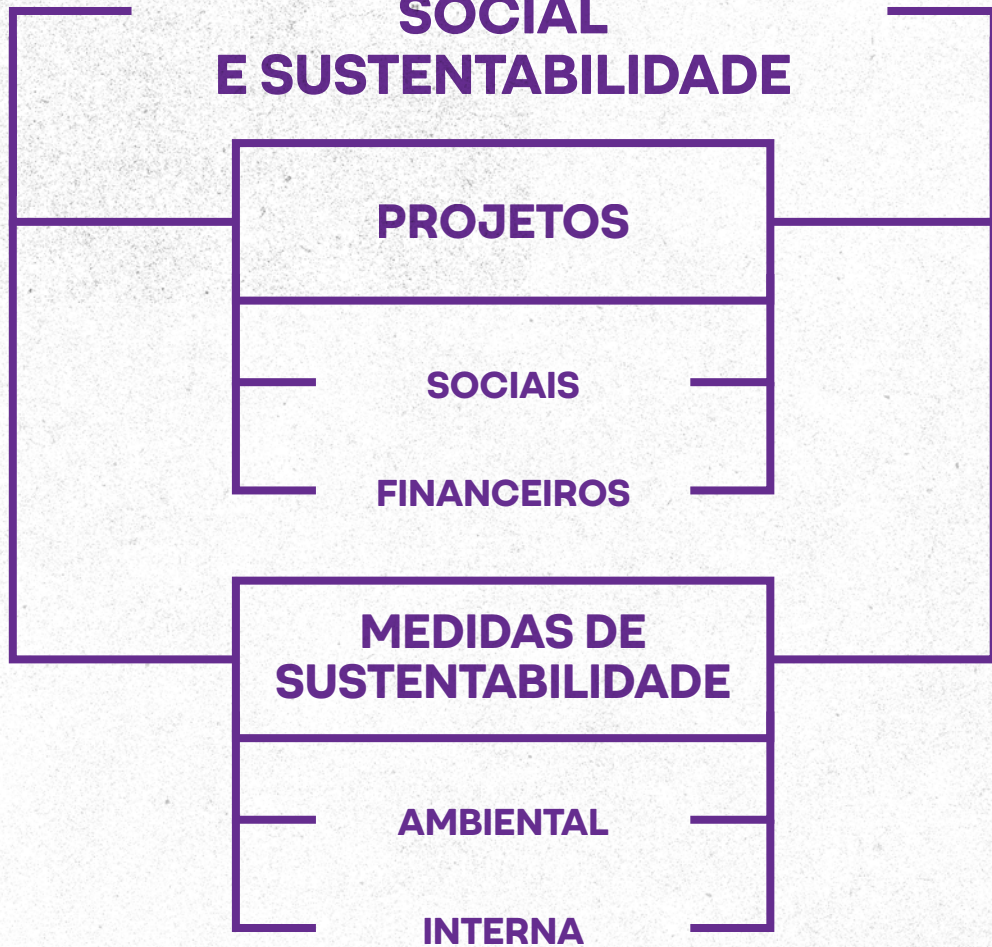 SOCIAL
E SUSTENTABILIDADE
PROJETOS
SOCIAIS
FINANCEIROS
MEDIDAS DE
SUSTENTABILIDADE
AMBIENTAL
INTERNA